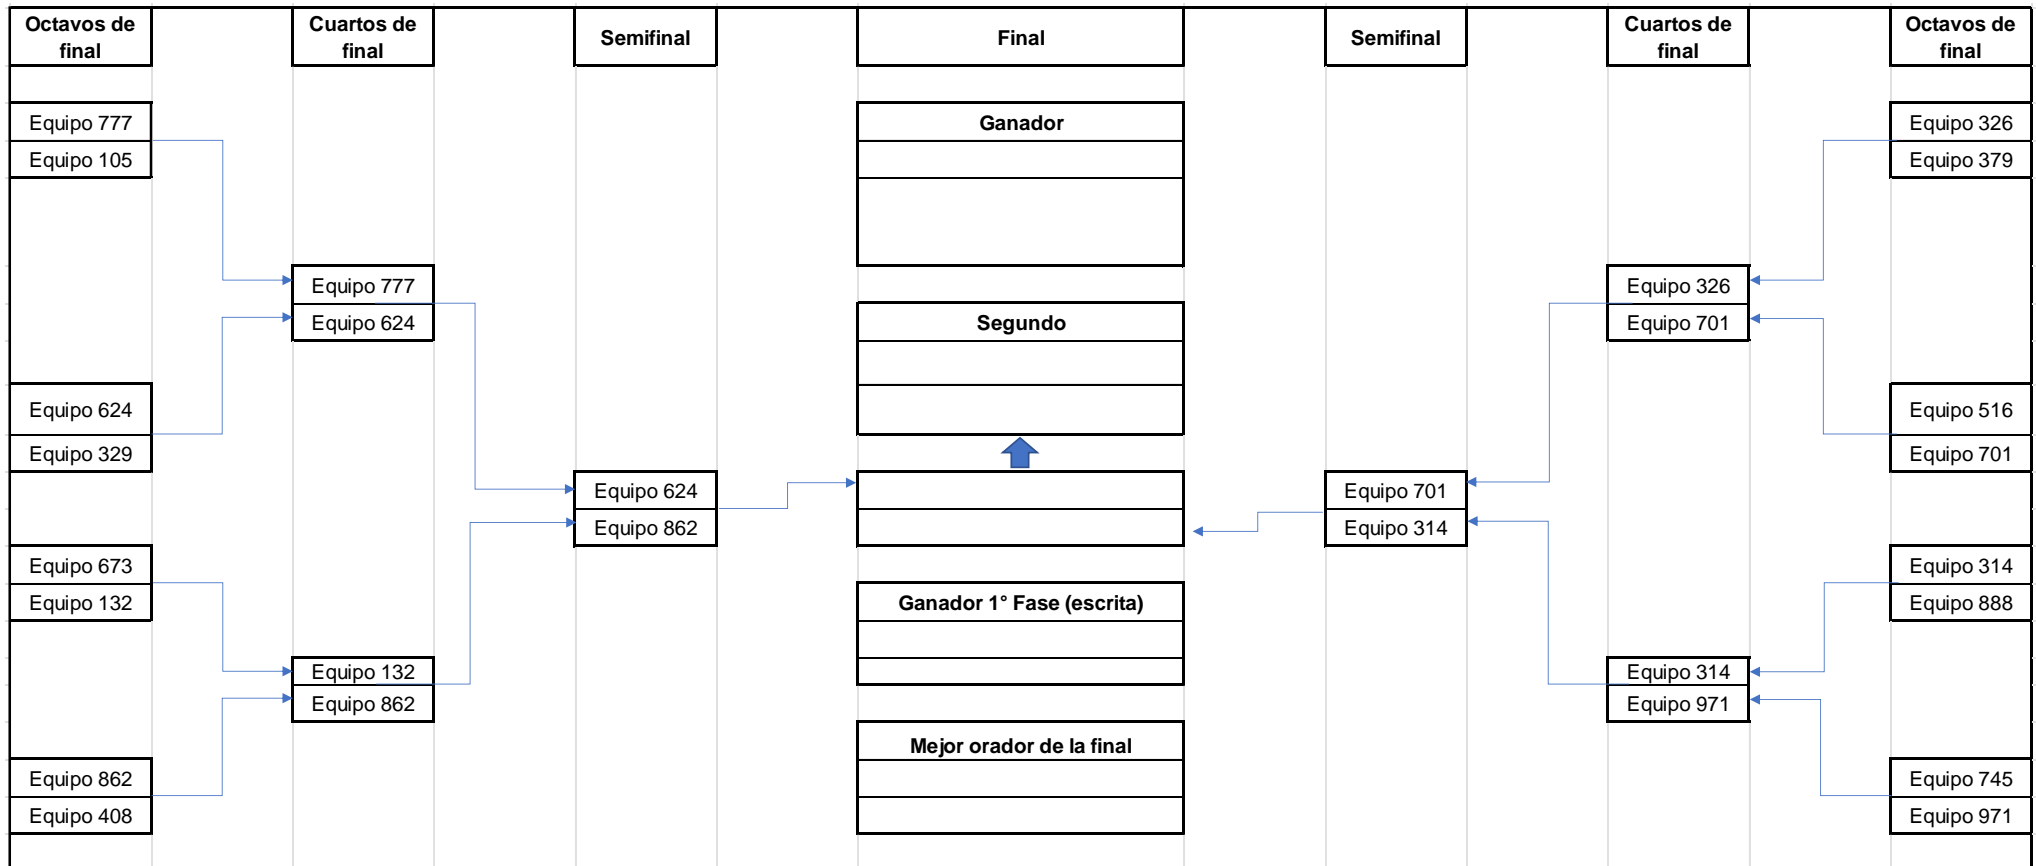 Octavos de
final
Cuartos de
final
Semifinal
Final
Semifinal
Cuartos de
final
Octavos de
final
Equipo 777
Equipo 105
Ganador
Equipo 326
Equipo 379
Equipo 777
Equipo 624
Segundo
Equipo 326
Equipo 701
Equipo 624
Equipo 329
Equipo 516
Equipo 701
Equipo 624
Equipo 862
Equipo 701
Equipo 314
Equipo 673
Equipo 132
Ganador 1° Fase (escrita)
Equipo 314
Equipo 888
Equipo 132
Equipo 862
Equipo 314
Equipo 971
Mejor orador de la final
Equipo 862
Equipo 408
Equipo 745
Equipo 971